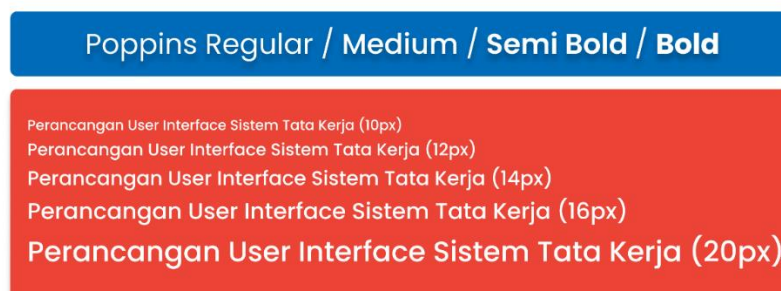 Poppins Regular / Medium / Semi Bold / Bold
Perancangan User Interface Sistem Tata Kerja (10px)
Perancangan User Interface Sistem Tata Kerja (12px)
Perancangan User Interface Sistem Tata Kerja (14px)
Perancangan User Interface Sistem Tata Kerja (16px)
Perancangan User Interface Sistem Tata Kerja (20px)